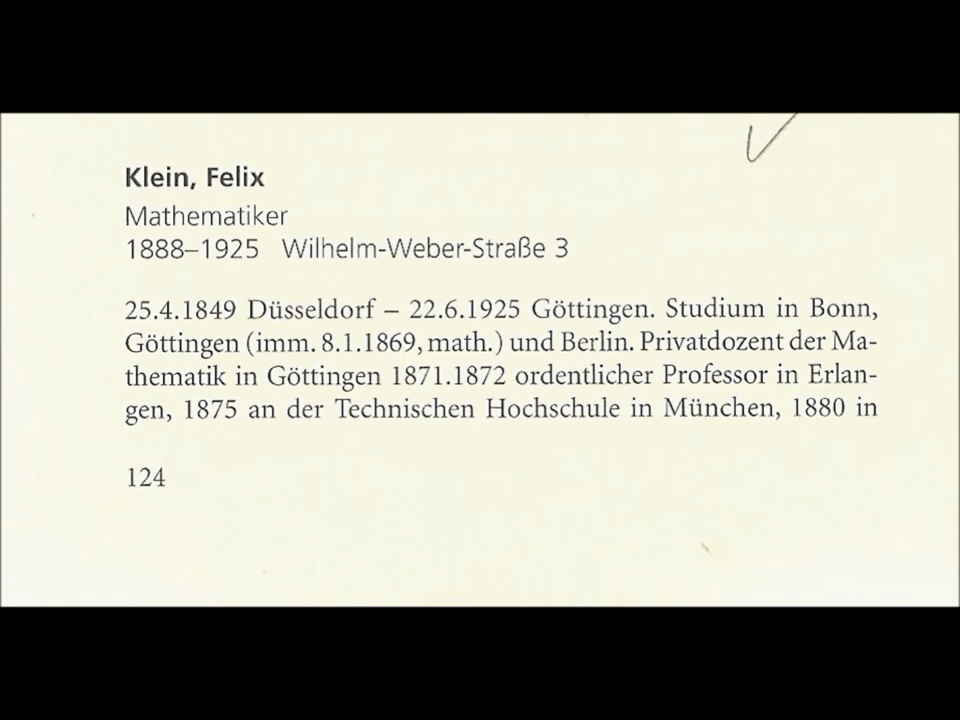 Klein, Felix
Mathematiker
1888–1925 Wilhelm-Weber-Straße 3
25.4.1849 Düsseldorf – 22.6.1925 Göttingen. Studium in Bonn,
Göttingen (imm. 8.1.1869, math.) und Berlin. Privatdozent der Ma-
thematik in Göttingen 1871.1872 ordentlicher Professor in Erlan-
gen, 1875 an der Technischen Hochschule in München, 1880 in
124